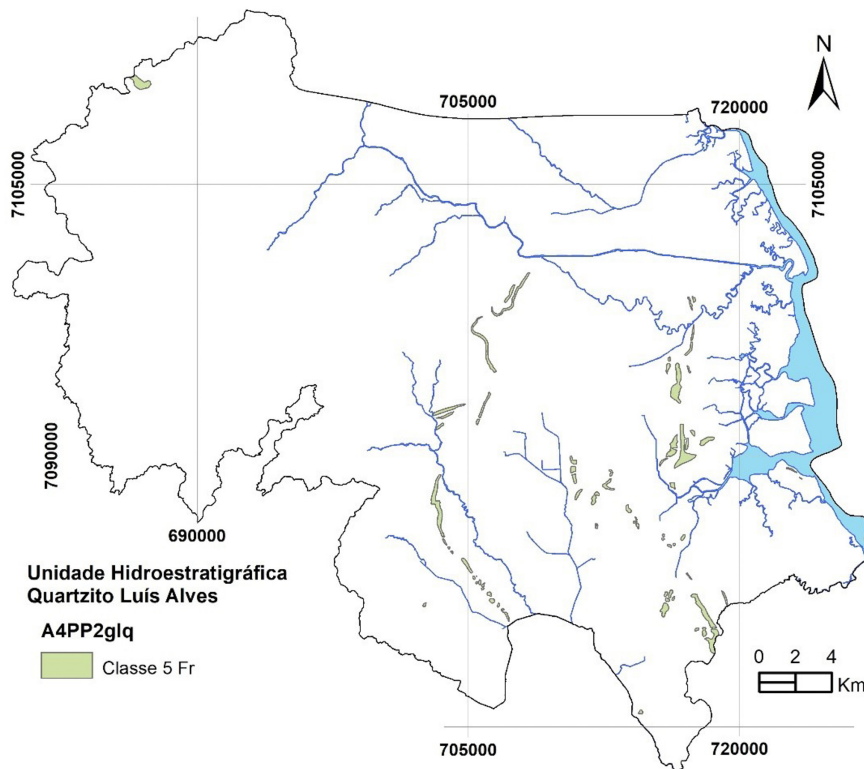 N
705000
720000
7105000
7105000
7090000
690000
Unidade Hidroestratigráfica
Quartzito Luís Alves
A4PP2glq
Classe 5 Fr
0 2 4
Km
705000
720000